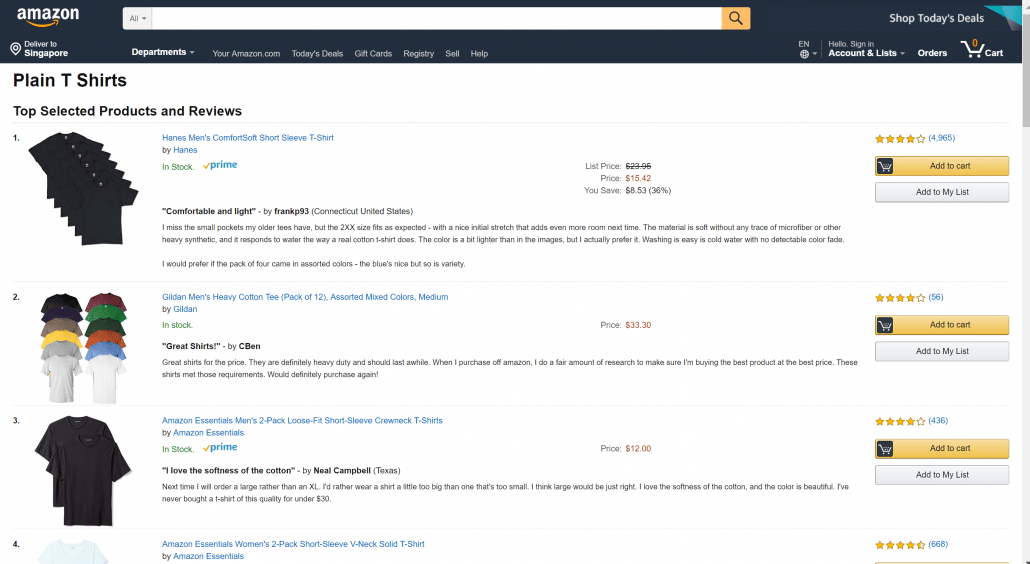 amazon
All
Shop Today's Deals
Deliver to
Singapore
Departments
Your Amazon.com Today's Deals Gift Cards Registry Sell Help
EN
Hello. Sign in
Account & Lists
Orders
0
Cart
Plain T Shirts
Top Selected Products and Reviews
1.
Hanes Men's ComfortSoft Short Sleeve T-Shirt
by Hanes
In Stock. prime
List Price: $23.95
Price: $15.42
You Save: $8.53 (36%)
(4,965)
Add to cart
Add to My List
"Comfortable and light" - by frankp93 (Connecticut United States)
I miss the small pockets my older tees have, but the 2XX size fits as expected - with a nice initial stretch that adds even more room next time. The material is soft without any trace of microfiber or other
heavy synthetic, and it responds to water the way a real cotton t-shirt does. The color is a bit lighter than in the images, but I actually prefer it. Washing is easy is cold water with no detectable color fade.
I would prefer if the pack of four came in assorted colors - the blue's nice but so is variety.
2.
Gildan Men's Heavy Cotton Tee (Pack of 12), Assorted Mixed Colors, Medium
by Gildan
In stock.
Price: $33.30
(56)
Add to cart
Add to My List
"Great Shirts!" - by CBen
Great shirts for the price. They are definitely heavy duty and should last awhile. When I purchase off amazon, I do a fair amount of research to make sure I'm buying the best product at the best price. These
shirts met those requirements. Would definitely purchase again!
3.
Amazon Essentials Men's 2-Pack Loose-Fit Short-Sleeve Crewneck T-Shirts
by Amazon Essentials
In Stock. prime
Price: $12.00
(436)
Add to cart
Add to My List
"I love the softness of the cotton" - by Neal Campbell (Texas)
Next time I will order a large rather than an XL. I'd rather wear a shirt a little too big than one that's too small. I think large would be just right. I love the softness of the cotton, and the color is beautiful. I've
never bought a t-shirt of this quality for under $30.
4.
Amazon Essentials Women's 2-Pack Short-Sleeve V-Neck Solid T-Shirt
by Amazon Essentials
(668)